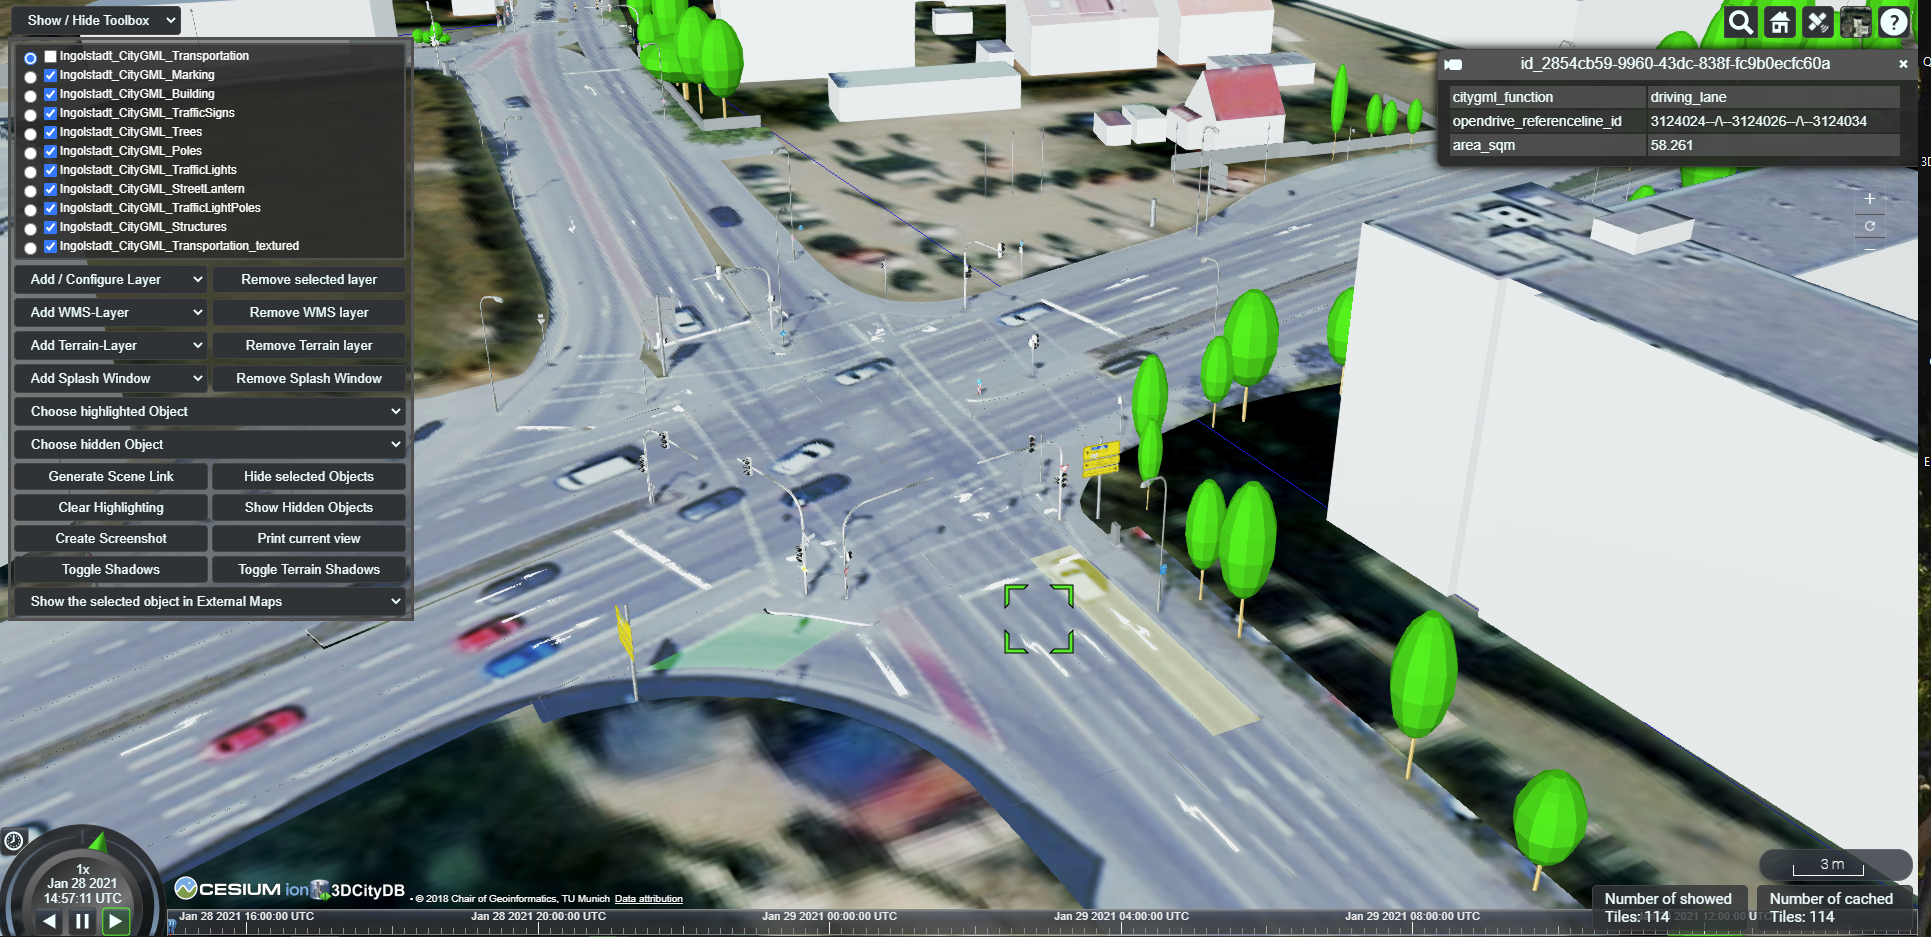 Show / Hide Toolbox
Ingolstadt_CityGML_Transportation
Ingolstadt_CityGML_Marking
Ingolstadt_CityGML_Building
Ingolstadt_CityGML_TrafficSigns
Ingolstadt_CityGML_Trees
Ingolstadt_CityGML_Poles
Ingolstadt_CityGML_TrafficLights
Ingolstadt_CityGML_StreetLantern
Ingolstadt_CityGML_TrafficLightPoles
Ingolstadt_CityGML_Structures
Ingolstadt_CityGML_Transportation_textured
Add / Configure Layer Remove selected layer
Add WMS-Layer Remove WMS layer
Add Terrain-Layer Remove Terrain layer
Add Splash Window Remove Splash Window
Choose highlighted Object
Choose hidden Object
Generate Scene Link Hide selected Objects
Clear Highlighting Show Hidden Objects
Create Screenshot Print current view
Toggle Shadows Toggle Terrain Shadows
Show the selected object in External Maps
id_2854cb59-9960-43dc-838f-fc9b0ecfc60a
citygml_function driving_lane
opendrive_referenceline_id 3124024--/\--3124026--/\--3124034
area_sqm 58.261
3 m
Number of showed Tiles: 114
Number of cached Tiles: 114
1x
Jan 28 2021
14:57:11 UTC
CESIUM ion 3DCityDB • © 2018 Chair of Geoinformatics, TU Munich Data attribution
Jan 28 2021 16:00:00 UTC Jan 28 2021 20:00:00 UTC Jan 29 2021 00:00:00 UTC Jan 29 2021 04:00:00 UTC Jan 29 2021 08:00:00 UTC 2021 12:00:00 UTC